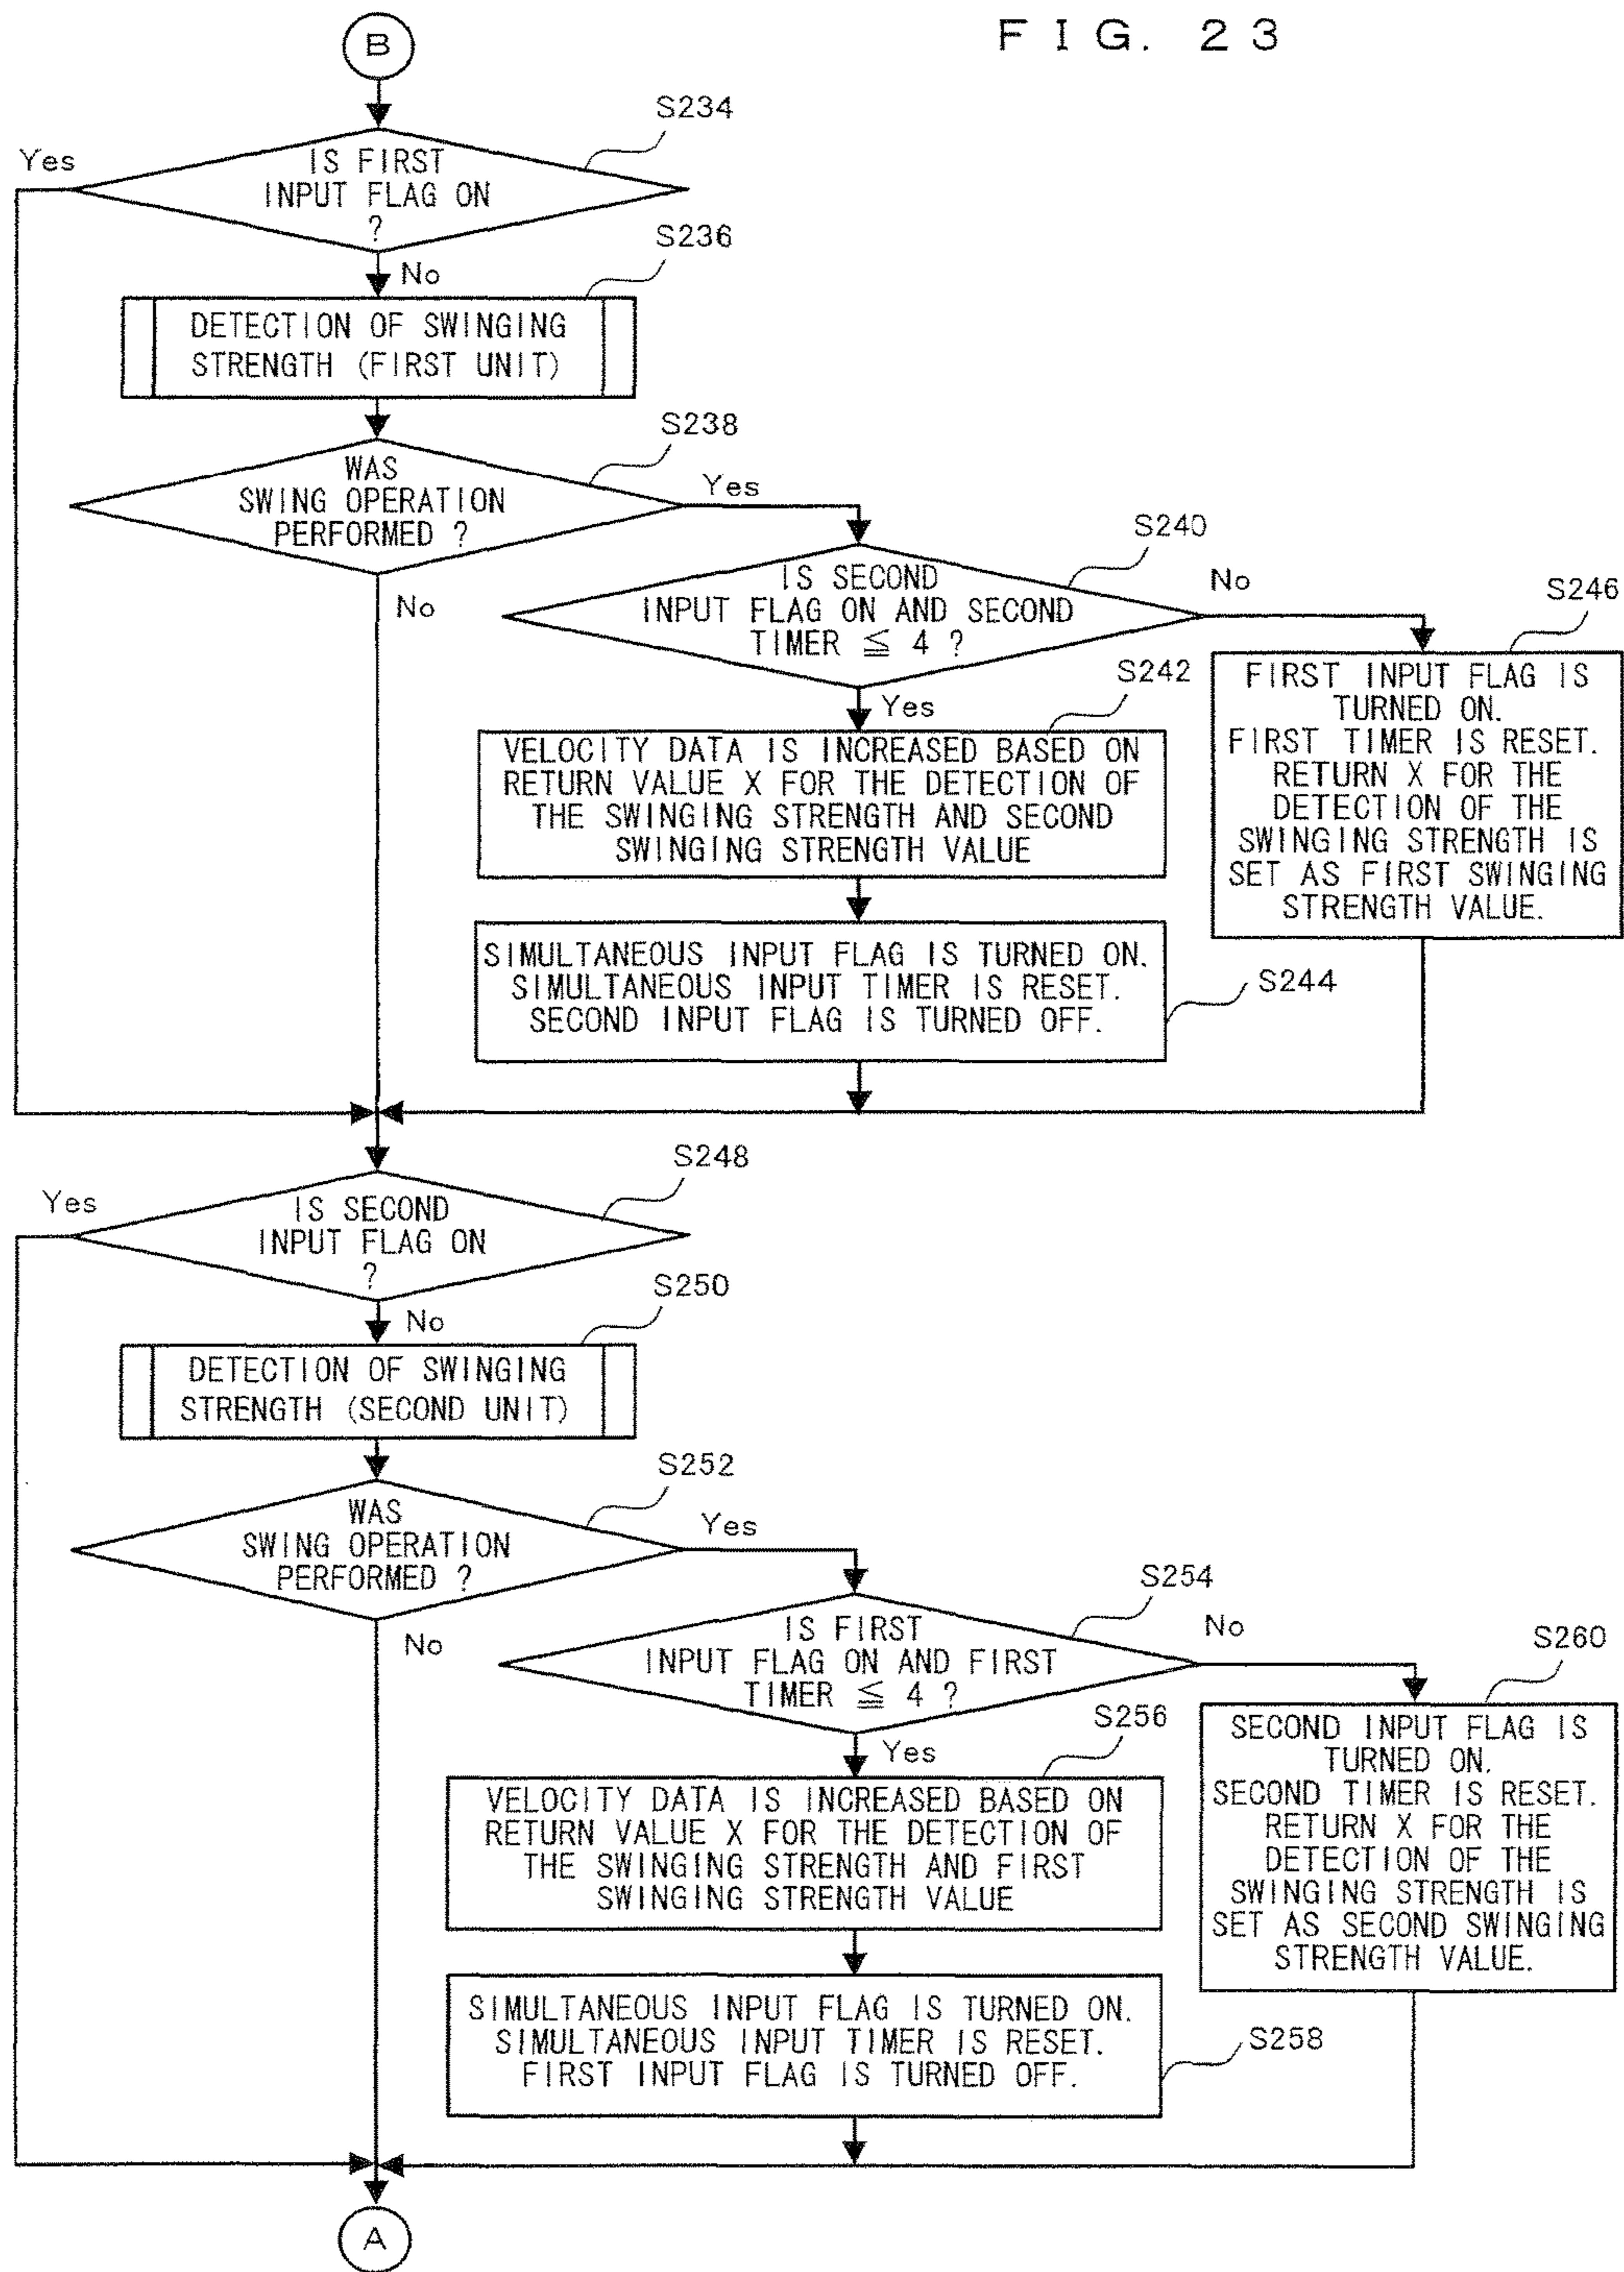 FIG. 23
B
S234
Yes
IS FIRST
INPUT FLAG ON
?
No
S236
DETECTION OF SWINGING
STRENGTH (FIRST UNIT)
S238
WAS
SWING OPERATION
PERFORMED ?
Yes
No
S240
IS SECOND
INPUT FLAG ON AND SECOND
TIMER ≦ 4 ?
No
Yes
S242
VELOCITY DATA IS INCREASED BASED ON
RETURN VALUE X FOR THE DETECTION OF
THE SWINGING STRENGTH AND SECOND
SWINGING STRENGTH VALUE
S246
FIRST INPUT FLAG IS
TURNED ON.
FIRST TIMER IS RESET.
RETURN X FOR THE
DETECTION OF THE
SWINGING STRENGTH IS
SET AS FIRST SWINGING
STRENGTH VALUE.
SIMULTANEOUS INPUT FLAG IS TURNED ON.
SIMULTANEOUS INPUT TIMER IS RESET.
SECOND INPUT FLAG IS TURNED OFF.
S244
S248
Yes
IS SECOND
INPUT FLAG ON
?
No
S250
DETECTION OF SWINGING
STRENGTH (SECOND UNIT)
S252
WAS
SWING OPERATION
PERFORMED ?
Yes
No
S254
IS FIRST
INPUT FLAG ON AND FIRST
TIMER ≦ 4 ?
No
Yes
S256
VELOCITY DATA IS INCREASED BASED ON
RETURN VALUE X FOR THE DETECTION OF
THE SWINGING STRENGTH AND FIRST
SWINGING STRENGTH VALUE
S260
SECOND INPUT FLAG IS
TURNED ON.
SECOND TIMER IS RESET.
RETURN X FOR THE
DETECTION OF THE
SWINGING STRENGTH IS
SET AS SECOND SWINGING
STRENGTH VALUE.
SIMULTANEOUS INPUT FLAG IS TURNED ON.
SIMULTANEOUS INPUT TIMER IS RESET.
FIRST INPUT FLAG IS TURNED OFF.
S258
A